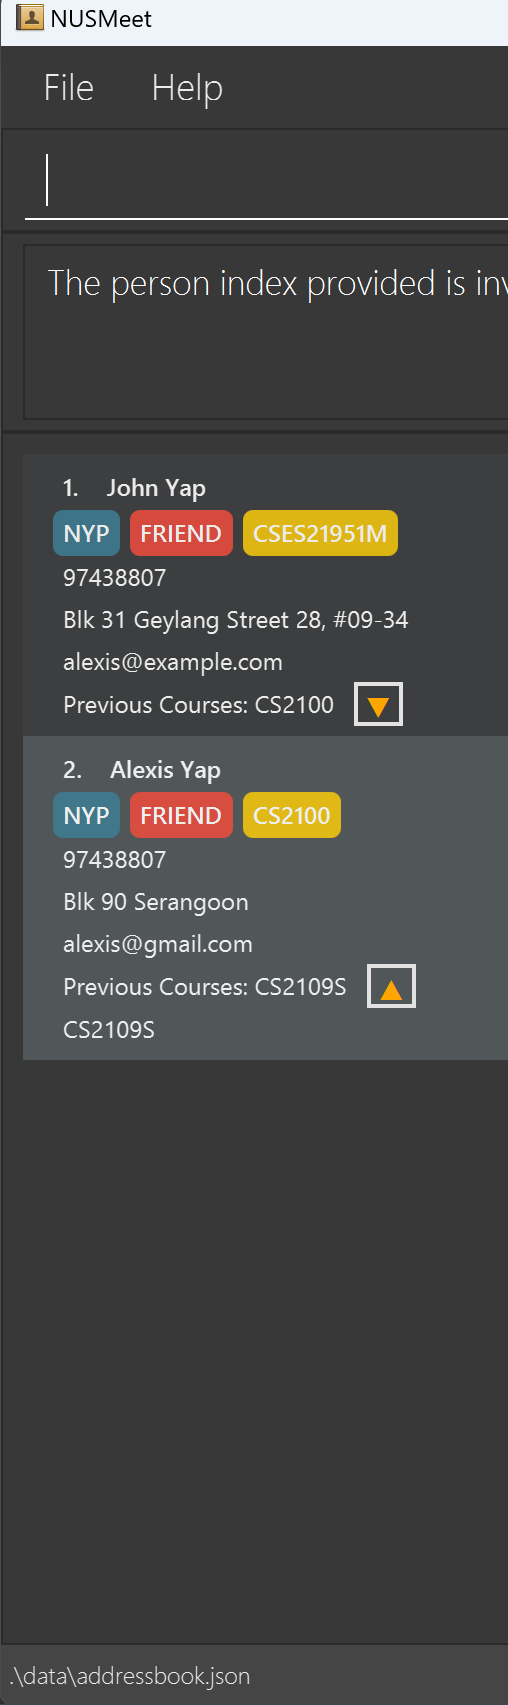 NUSMeet
File Help
The person index provided is
1. John Yap
NYP FRIEND CSES21951M
97438807
Blk 31 Geylang Street 28, #09-34
alexis@example.com
Previous Courses: CS2100 ▼
2. Alexis Yap
NYP FRIEND CS2100
97438807
Blk 90 Serangoon
alexis@gmail.com
Previous Courses: CS2109S ▲
CS2109S
.\data\addressbook.json